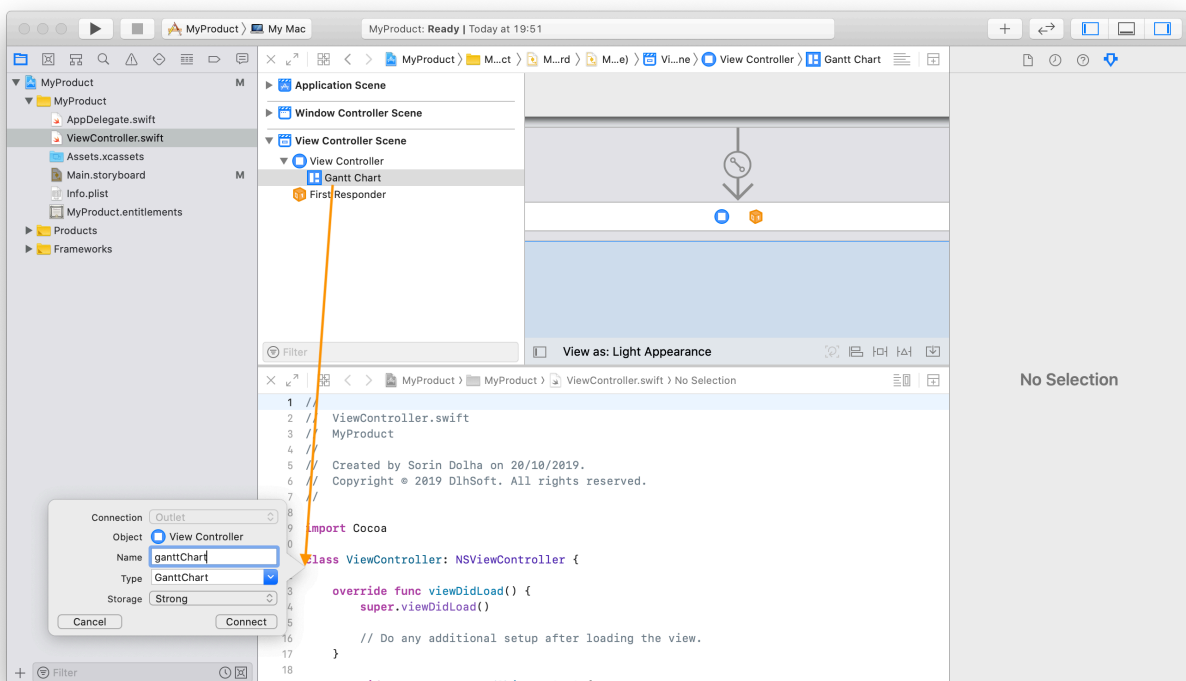 MyProduct My Mac
MyProduct: Ready | Today at 19:51
MyProduct M...ct M...rd M...e) Vi...ne View Controller Gantt Chart
MyProduct M
MyProduct
AppDelegate.swift
ViewController.swift
Assets.xcassets
Main.storyboard M
Info.plist
MyProduct.entitlements
Products
Frameworks
Application Scene
Window Controller Scene
View Controller Scene
View Controller
Gantt Chart
First Responder
Filter
View as: Light Appearance
MyProduct MyProduct ViewController.swift No Selection
No Selection
1 //
2 // ViewController.swift
3 // MyProduct
4 //
5 // Created by Sorin Dolha on 20/10/2019.
6 // Copyright © 2019 DlhSoft. All rights reserved.
7 //
8
9 import Cocoa
0
class ViewController: NSViewController {
3 override func viewDidLoad() {
4 super.viewDidLoad()
5
16 // Do any additional setup after loading the view.
17 }
18
Connection Outlet
Object View Controller
Name ganttChart
Type GanttChart
Storage Strong
Cancel Connect
Filter